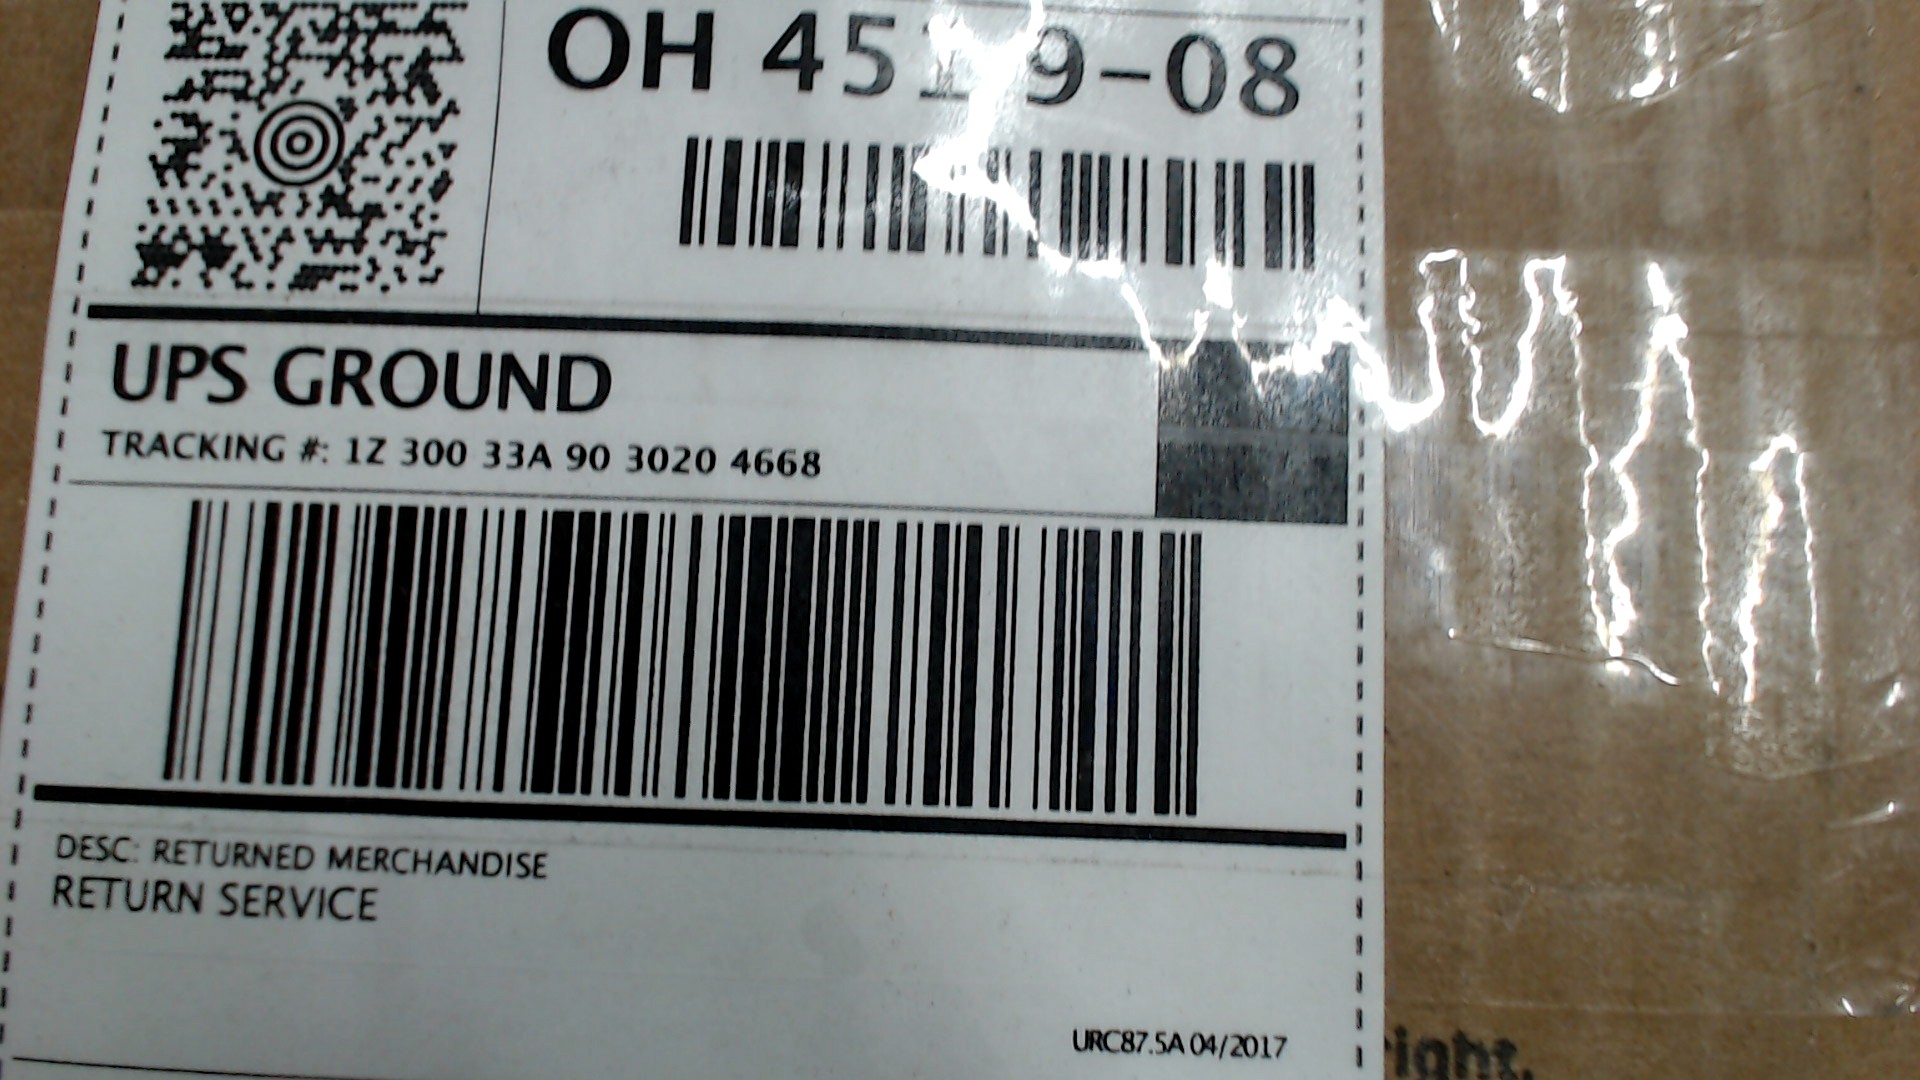 OH
UPS GROUND
TRACKING #: 1Z 300 33A 90 3020 4668
DESC: RETURNED MERCHANDISE
RETURN SERVICE
URC87.5A 04/2017